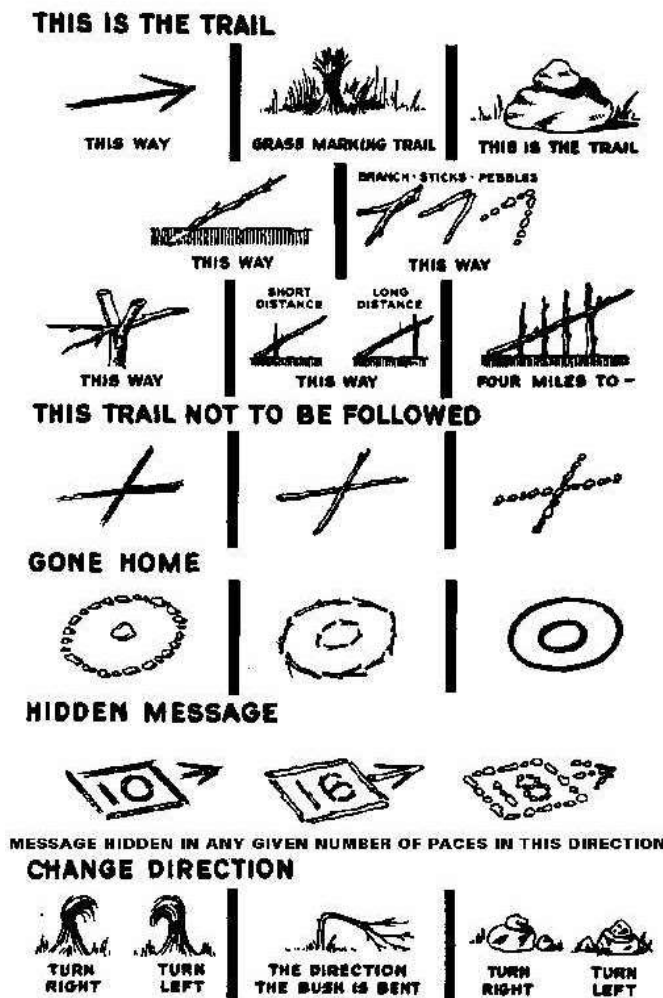 THIS IS THE TRAIL
THIS WAY
GRASS MARKING TRAIL
THIS IS THE TRAIL
THIS WAY
BRANCH · STICKS · PEBBLES
THIS WAY
THIS WAY
SHORT
DISTANCE
LONG
DISTANCE
THIS WAY
FOUR MILES TO –
THIS TRAIL NOT TO BE FOLLOWED
GONE HOME
HIDDEN MESSAGE
10
16
15
MESSAGE HIDDEN IN ANY GIVEN NUMBER OF PACES IN THIS DIRECTION
CHANGE DIRECTION
TURN
RIGHT
TURN
LEFT
THE DIRECTION
THE BUSH IS BENT
TURN
RIGHT
TURN
LEFT